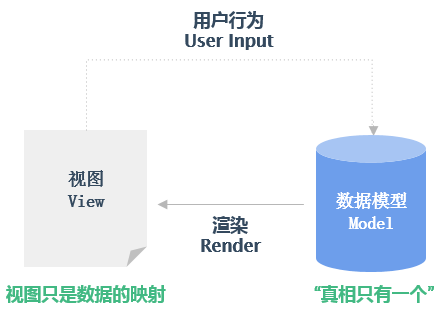 用户行为
User Input
视图
View
数据模型
Model
渲染
Render
视图只是数据的映射
“真相只有一个”